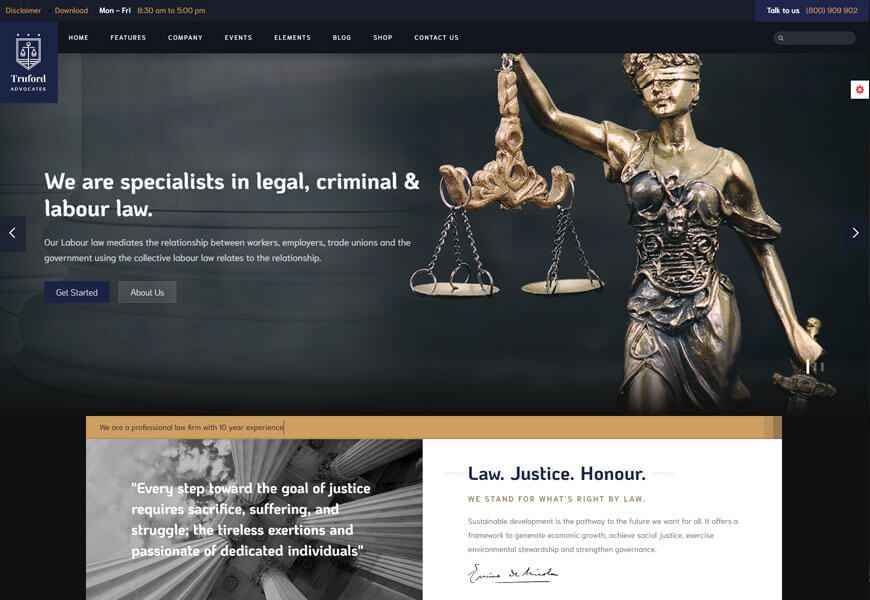 Disclaimer Download Mon – Fri 8:30 am to 5:00 pm
Talk to us (800) 909 902
Truford
ADVOCATES
HOME FEATURES COMPANY EVENTS ELEMENTS BLOG SHOP CONTACT US
We are specialists in legal, criminal &
labour law.
Our Labour law mediates the relationship between workers, employers, trade unions and the
government using the collective labour law relates to the relationship.
Get Started About Us
We are a professional law firm with 10 year experience
"Every step toward the goal of justice
requires sacrifice, suffering, and
struggle; the tireless exertions and
passionate of dedicated individuals"
Law. Justice. Honour.
WE STAND FOR WHAT'S RIGHT BY LAW.
Sustainable development is the pathway to the future we want for all. It offers a
framework to generate economic growth, achieve social justice, exercise
environmental stewardship and strengthen governance.